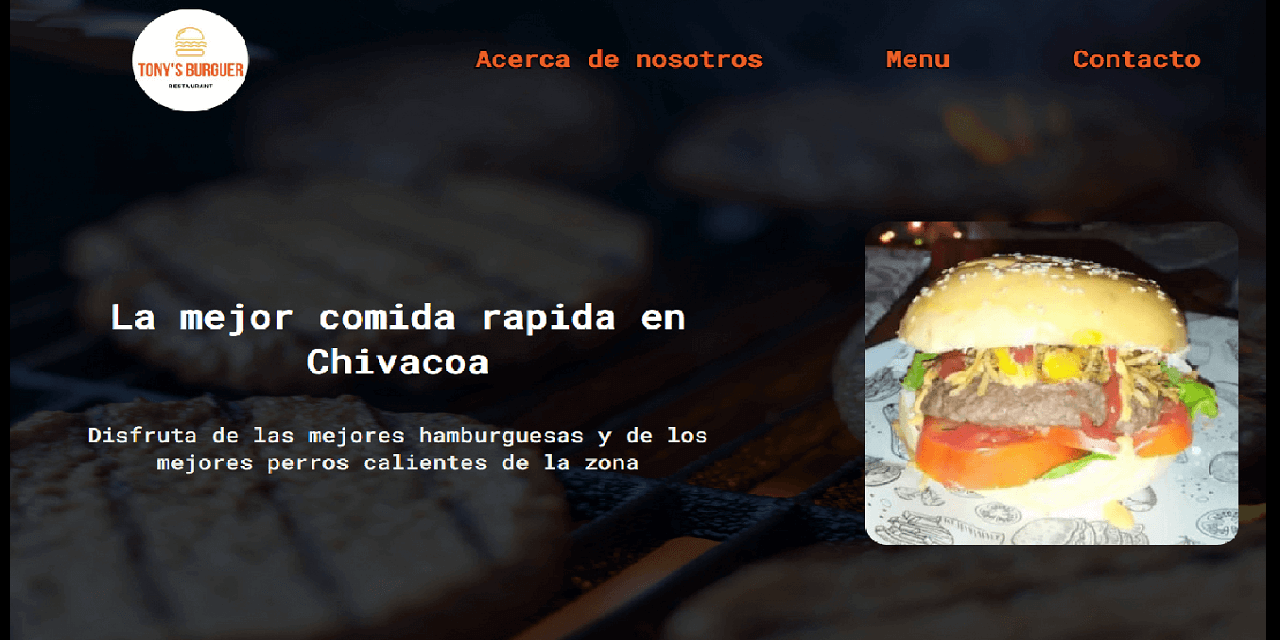 TONY'S BURGUER
RESTAURANT
Acerca de nosotros
Menu
Contacto
La mejor comida rapida en
Chivacoa
Disfruta de las mejores hamburguesas y de los
mejores perros calientes de la zona